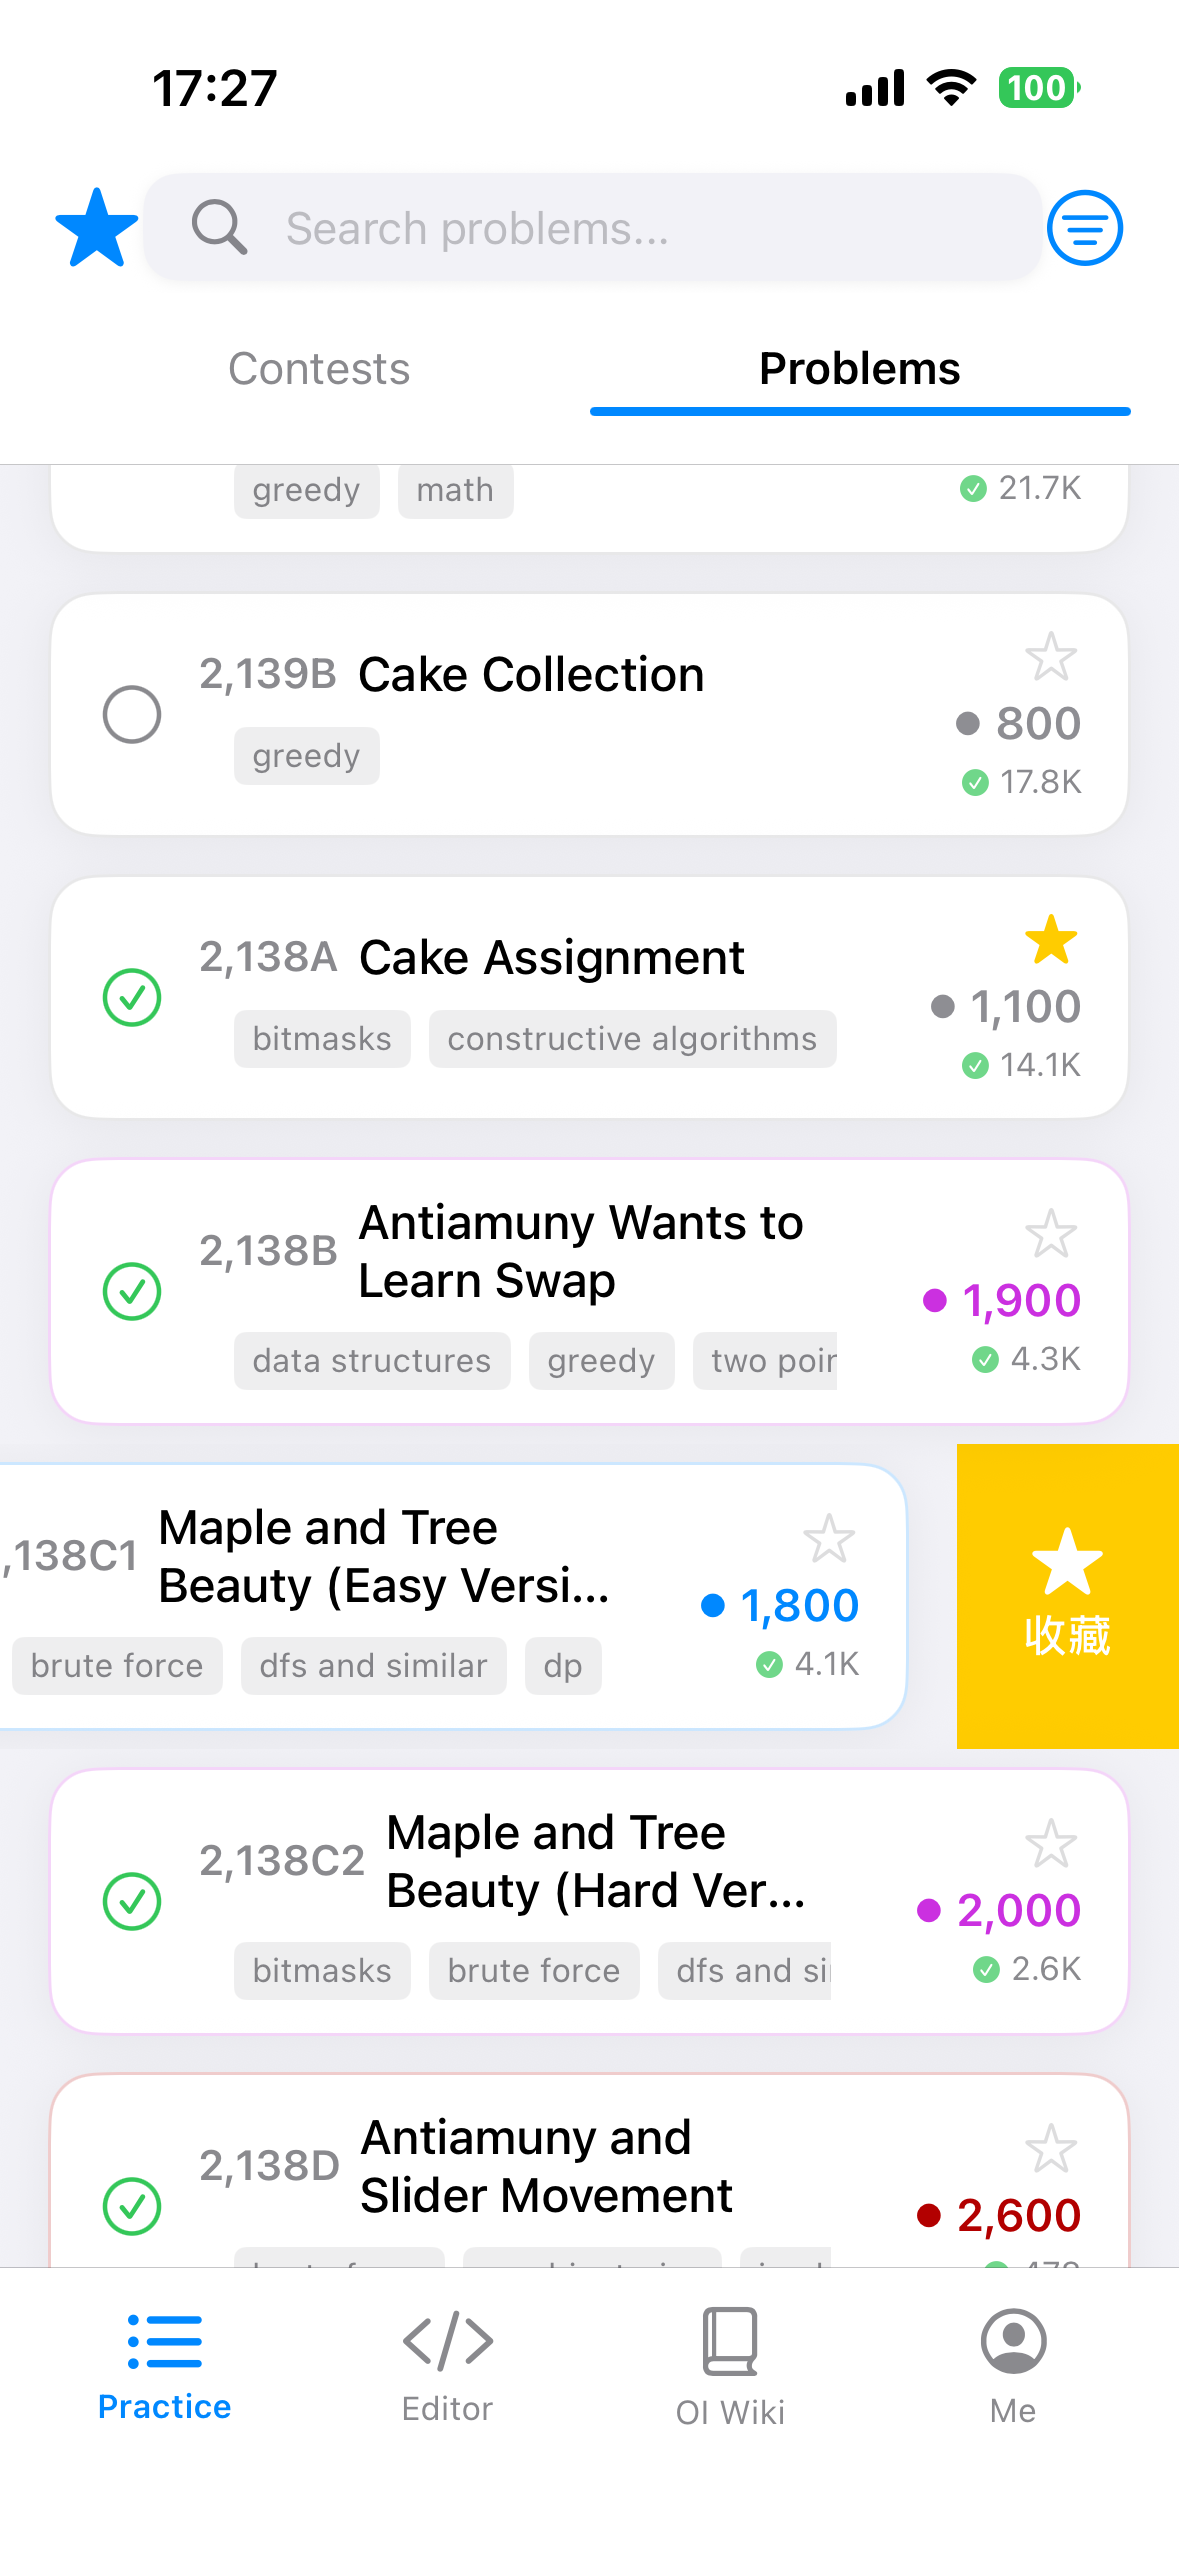 17:27
100
Search problems...
Contests
Problems
greedy
math
21.7K
2,139B
Cake Collection
800
greedy
17.8K
2,138A
Cake Assignment
1,100
bitmasks
constructive algorithms
14.1K
Antiamuny Wants to
2,138B
Learn Swap
1,900
data structures
greedy
two poin
4.3K
Maple and Tree
,138C1
Beauty (Easy Versi...
1,800
收藏
brute force
dfs and similar
dp
4.1K
Maple and Tree
2,138C2
Beauty (Hard Ver...
2,000
bitmasks
brute force
dfs and si
2.6K
Antiamuny and
2,138D
Slider Movement
2,600
Practice
Editor
OI Wiki
Me